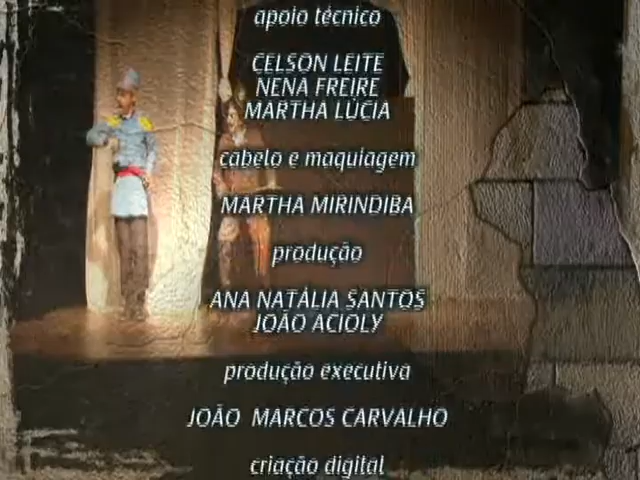 apoio técnico
CELSON LEITE
NENA FREIRE
MARTHA LÚCIA
cabelo e maquiagem
MARTHA MIRINDIBA
produção
ANA NATÁLIA SANTOS
JOÃO ACIOLY
produção executiva
JOÃO MARCOS CARVALHO
criação digital